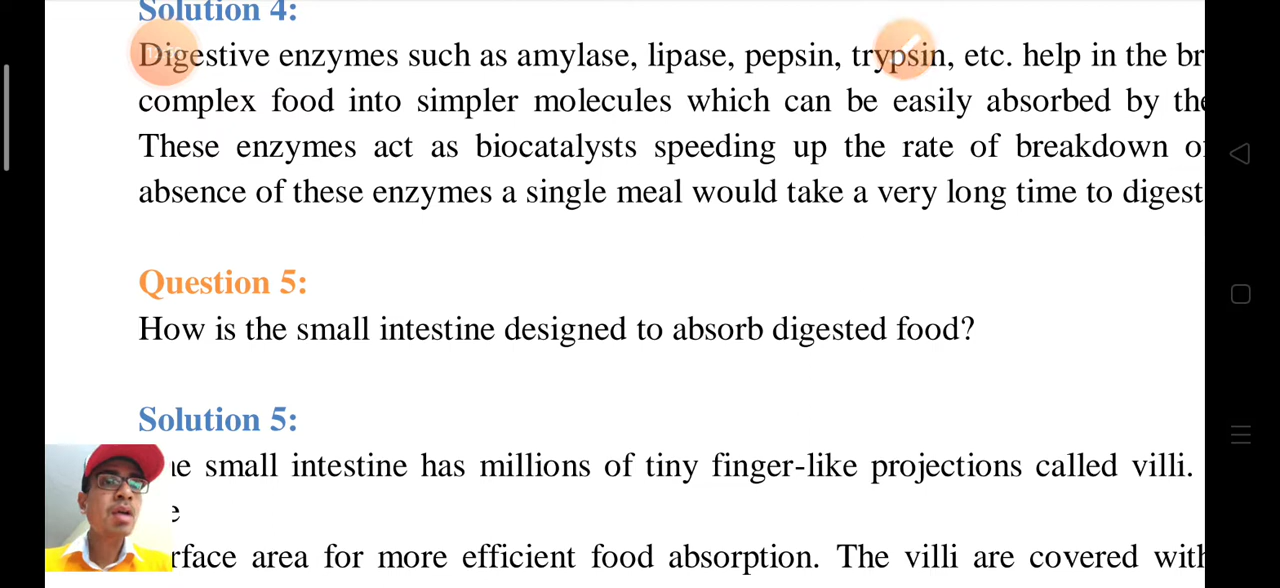 Solution 4:
Digestive enzymes such as amylase, lipase, pepsin, trypsin, etc. help in the
complex food into simpler molecules which can be easily absorbed by
These enzymes act as biocatalysts speeding up the rate of breakdown
absence of these enzymes a single meal would take a very long time to digest
Question 5:
How is the small intestine designed to absorb digested food?
Solution 5:
small intestine has millions of tiny finger-like projections called villi.
area for more efficient food absorption. The villi are covered